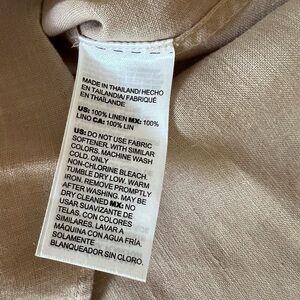 MADE IN THAILAND/ HECHO
EN TAILANDIA/ FABRIQUÉ
EN THAÏLANDE
US: 100% LINEN MX: 100%
LINO CA: 100% LIN
US: DO NOT USE FABRIC
SOFTENER. WITH SIMILAR
COLORS. MACHINE WASH
COLD. ONLY
NON-CHLORINE BLEACH.
TUMBLE DRY LOW. WARM
IRON. REMOVE PROMPTLY
AFTER WASHING. MAY BE
DRY CLEANED MX: NO
USAR SUAVIZANTE DE
TELAS, CON COLORES
SIMILARES. LAVAR A
MÁQUINA CON AGUA FRÍA.
SOLAMENTE
BLANQUEADOR SIN CLORO.